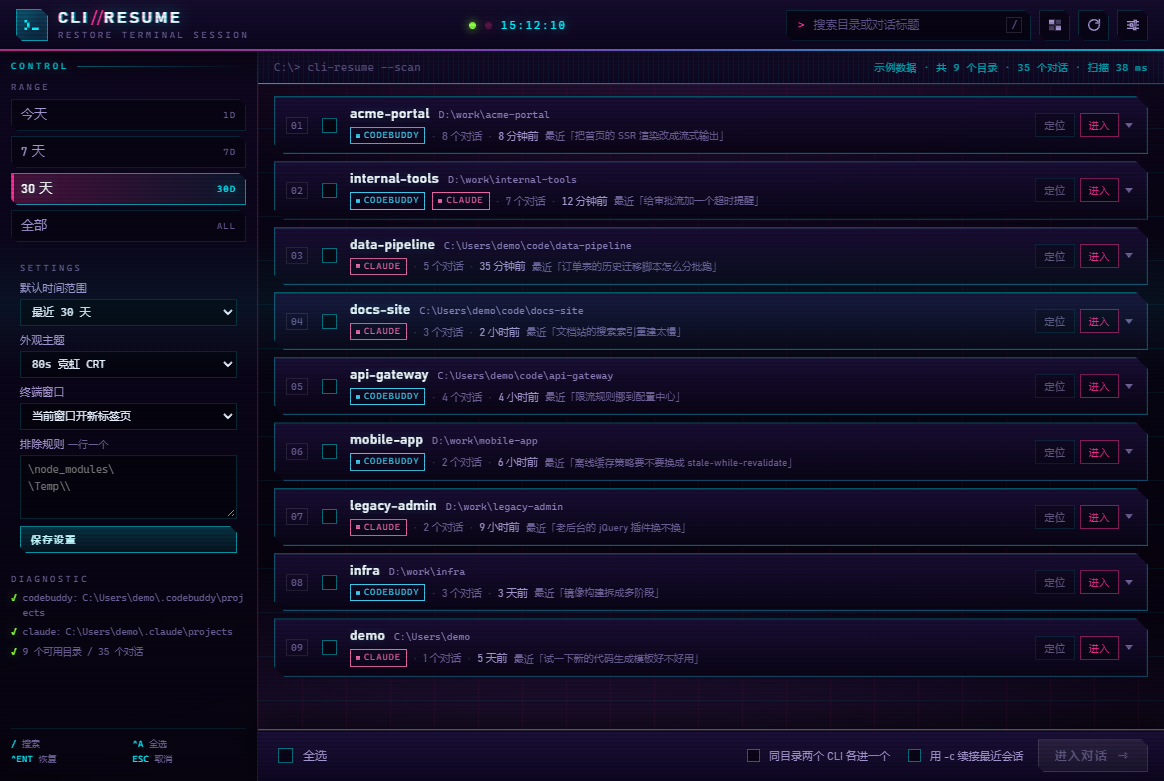 CLI//RESUME
RESTORE TERMINAL SESSION
15:12:10
> 搜索目录或对话标题 /
CONTROL
RANGE
今天 1D
7 天 7D
30 天 30D
全部 ALL
SETTINGS
默认时间范围
最近 30 天
外观主题
80s 霓虹 CRT
终端窗口
当前窗口开新标签页
排除规则 一行一个
\node_modules\
\Temp\\
保存设置
DIAGNOSTIC
✓ codebuddy: C:\Users\demo\.codebuddy\proj
ects
✓ claude: C:\Users\demo\.claude\projects
✓ 9 个可用目录 / 35 个对话
/ 搜索 ^A 全选
^ENT 恢复 ESC 取消
C:\> cli-resume --scan
示例数据 · 共 9 个目录 · 35 个对话 · 扫描 38 ms
01 acme-portal D:\work\acme-portal
CODEBUDDY · 8 个对话 · 8 分钟前 最近「把首页的 SSR 渲染改成流式输出」
定位 进入
02 internal-tools D:\work\internal-tools
CODEBUDDY CLAUDE · 7 个对话 · 12 分钟前 最近「给审批流加一个超时提醒」
定位 进入
03 data-pipeline C:\Users\demo\code\data-pipeline
CLAUDE · 5 个对话 · 35 分钟前 最近「订单表的历史迁移脚本怎么分批跑」
定位 进入
04 docs-site C:\Users\demo\code\docs-site
CLAUDE · 3 个对话 · 2 小时前 最近「文档站的搜索索引重建太慢」
定位 进入
05 api-gateway C:\Users\demo\code\api-gateway
CODEBUDDY · 4 个对话 · 4 小时前 最近「限流规则挪到配置中心」
定位 进入
06 mobile-app D:\work\mobile-app
CODEBUDDY · 2 个对话 · 6 小时前 最近「离线缓存策略要不要换成 stale-while-revalidate」
定位 进入
07 legacy-admin D:\work\legacy-admin
CLAUDE · 2 个对话 · 9 小时前 最近「老后台的 jQuery 插件换不换」
定位 进入
08 infra D:\work\infra
CODEBUDDY · 3 个对话 · 3 天前 最近「镜像构建拆成多阶段」
定位 进入
09 demo C:\Users\demo
CLAUDE · 1 个对话 · 5 天前 最近「试一下新的代码生成模板好不好用」
定位 进入
全选 同目录两个 CLI 各进一个 用 -c 续接最近会话 进入对话 →